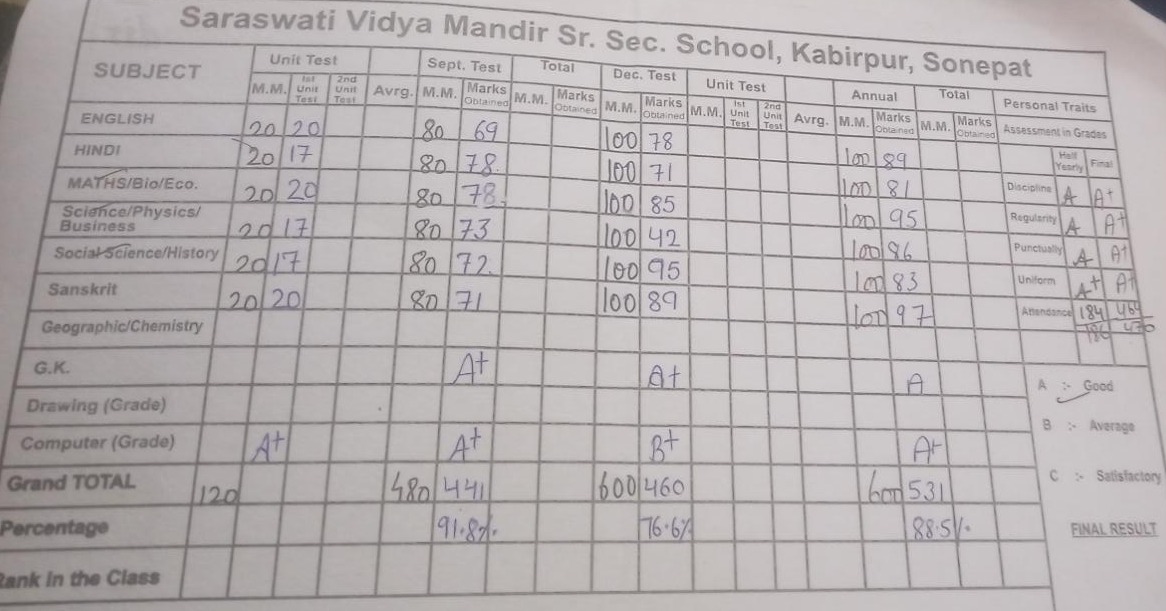 Saraswati Vidya Mandir Sr. Sec. School, Kabirpur, Sonepat
SUBJECT Unit Test Sept. Test Total Dec. Test Unit Test Annual Total Personal Traits
M.M. Ist Unit Test 2nd Unit Test Avrg. M.M. Marks Obtained M.M. Marks Obtained M.M. Marks Obtained M.M. Ist Unit Test 2nd Unit Test Avrg. M.M. Marks Obtained M.M. Marks Obtained Assessment in Grades
Half Yearly Final
ENGLISH 20 20 80 69 100 78 100 89
HINDI 20 17 80 78 100 71 100 81 Discipline A A+
MATHS/Bio/Eco. 20 20 80 78 100 85 100 95 Regularity A A+
Science/Physics/Business 20 17 80 73 100 42 100 86 Punctually A A+
Social Science/History 20 17 80 72 100 95 100 83 Uniform A+ A+
Sanskrit 20 20 80 71 100 89 100 97 Attendance 184 469
186 470
Geographic/Chemistry
G.K. A+ A+ A A :- Good
Drawing (Grade)
Computer (Grade) A+ A+ B+ A+ B :- Average
Grand TOTAL 120 480 441 600 460 600 531 C :- Satisfactory
Percentage 91.8% 76.6% 88.5% FINAL RESULT
Rank in the Class